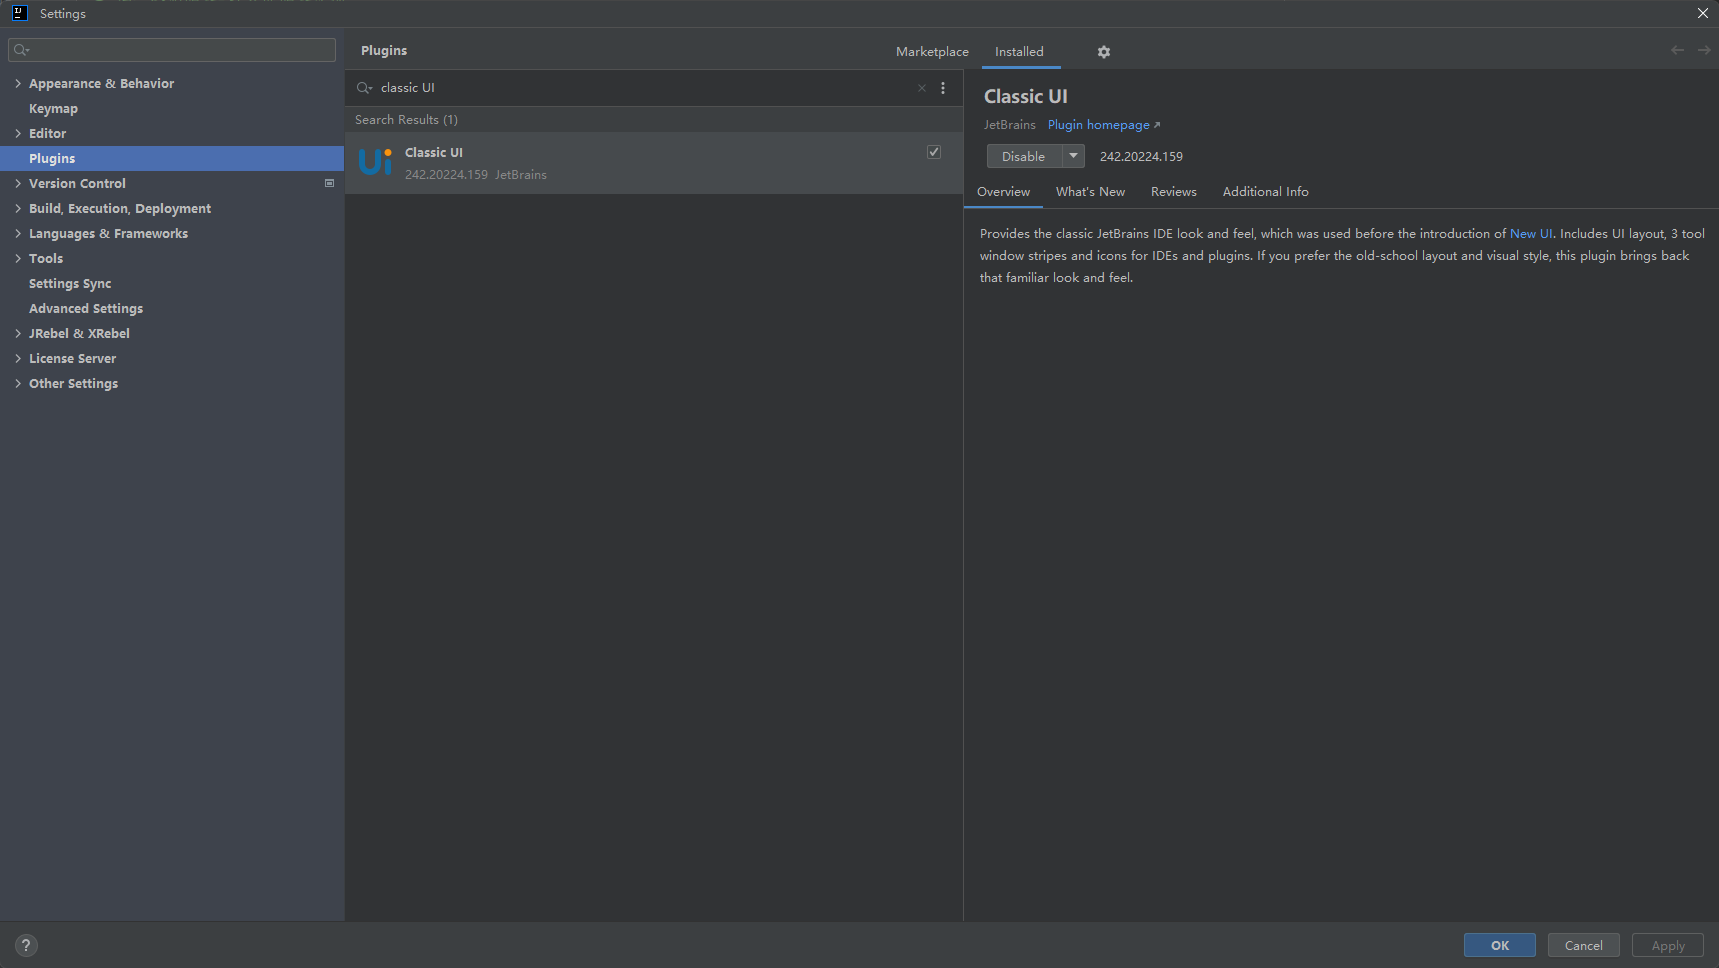 Settings
Plugins
Marketplace
Installed
Appearance & Behavior
Keymap
Editor
Plugins
Version Control
Build, Execution, Deployment
Languages & Frameworks
Tools
Settings Sync
Advanced Settings
JRebel & XRebel
License Server
Other Settings
classic UI
Search Results (1)
Classic UI
242.20224.159 JetBrains
Classic UI
JetBrains Plugin homepage ↗
Disable
242.20224.159
Overview
What's New
Reviews
Additional Info
Provides the classic JetBrains IDE look and feel, which was used before the introduction of New UI. Includes UI layout, 3 tool
window stripes and icons for IDEs and plugins. If you prefer the old-school layout and visual style, this plugin brings back
that familiar look and feel.
?
OK
Cancel
Apply